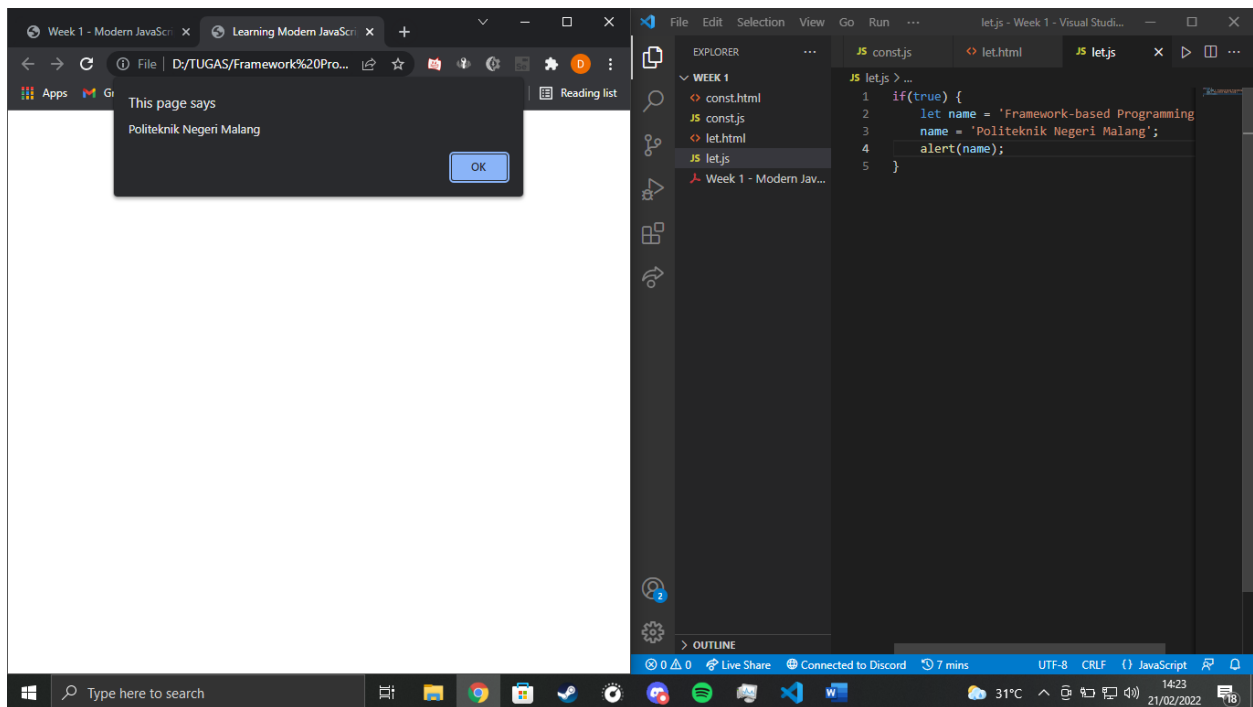 Week 1 - Modern JavaScri
Learning Modern JavaScri
File | D:/TUGAS/Framework%20Pro...
Apps
Reading list
This page says
Politeknik Negeri Malang
OK
D
File Edit Selection View Go Run ···
let.js - Week 1 - Visual Studi...
EXPLORER
WEEK 1
const.html
JS const.js
let.html
JS let.js
Week 1 - Modern Jav...
OUTLINE
JS const.js
let.html
JS let.js
JS let.js > ...
1 if(true) {
2 let name = 'Framework-based Programming
3 name = 'Politeknik Negeri Malang';
4 alert(name);
5 }
2
0 0 Live Share Connected to Discord 7 mins
UTF-8 CRLF {} JavaScript
Type here to search
31°C
14:23
21/02/2022
18